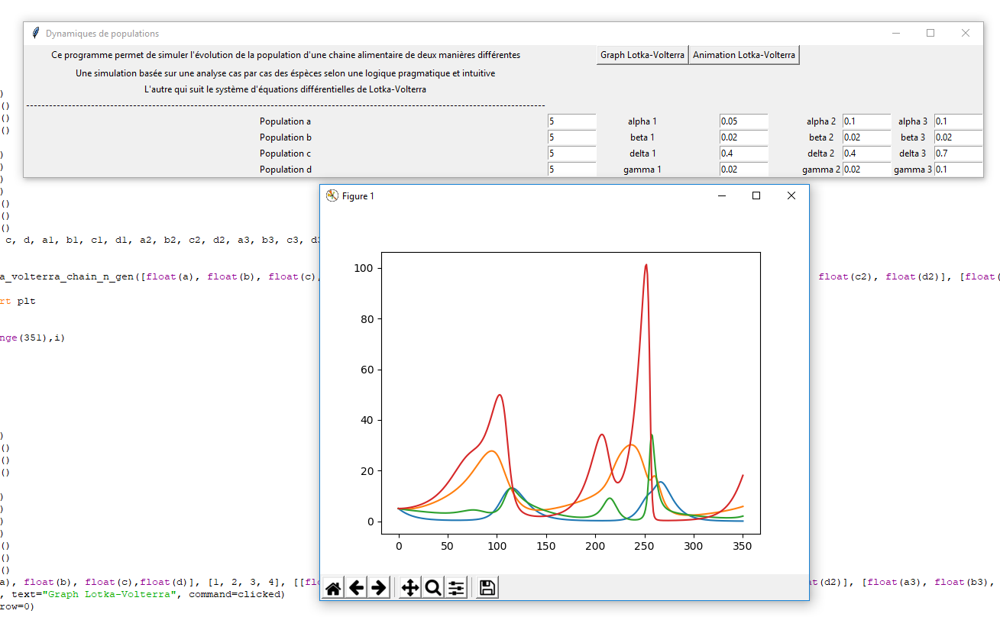 Dynamiques de populations
Ce programme permet de simuler l'évolution de la population d'une chaine alimentaire de deux manières différentes
Graph Lotka-Volterra
Animation Lotka-Volterra
Une simulation basée sur une analyse cas par cas des éspèces selon une logique pragmatique et intuitive
L'autre qui suit le système d'équations différentielles de Lotka-Volterra
Population a 5 alpha 1 0.05 alpha 2 0.1 alpha 3 0.1
Population b 5 beta 1 0.02 beta 2 0.02 beta 3 0.02
Population c 5 delta 1 0.4 delta 2 0.4 delta 3 0.7
Population d 5 gamma 1 0.02 gamma 2 0.02 gamma 3 0.1
)
()
()
()
)
)
)
)
()
()
()
c, d, a1, b1, c1, d1, a2, b2, c2, d2, a3, b3, c3, d3
a_volterra_chain_n_gen([float(a), float(b), float(c), float(c2), float(d2)], [float(
rt plt
nge(351),i)
)
()
()
()
)
)
)
)
()
()
()
a), float(b), float(c),float(d)], [1, 2, 3, 4], [[flo t(d2)], [float(a3), float(b3),
, text="Graph Lotka-Volterra", command=clicked)
row=0)
Figure 1
100
80
60
40
20
0
0 50 100 150 200 250 300 350